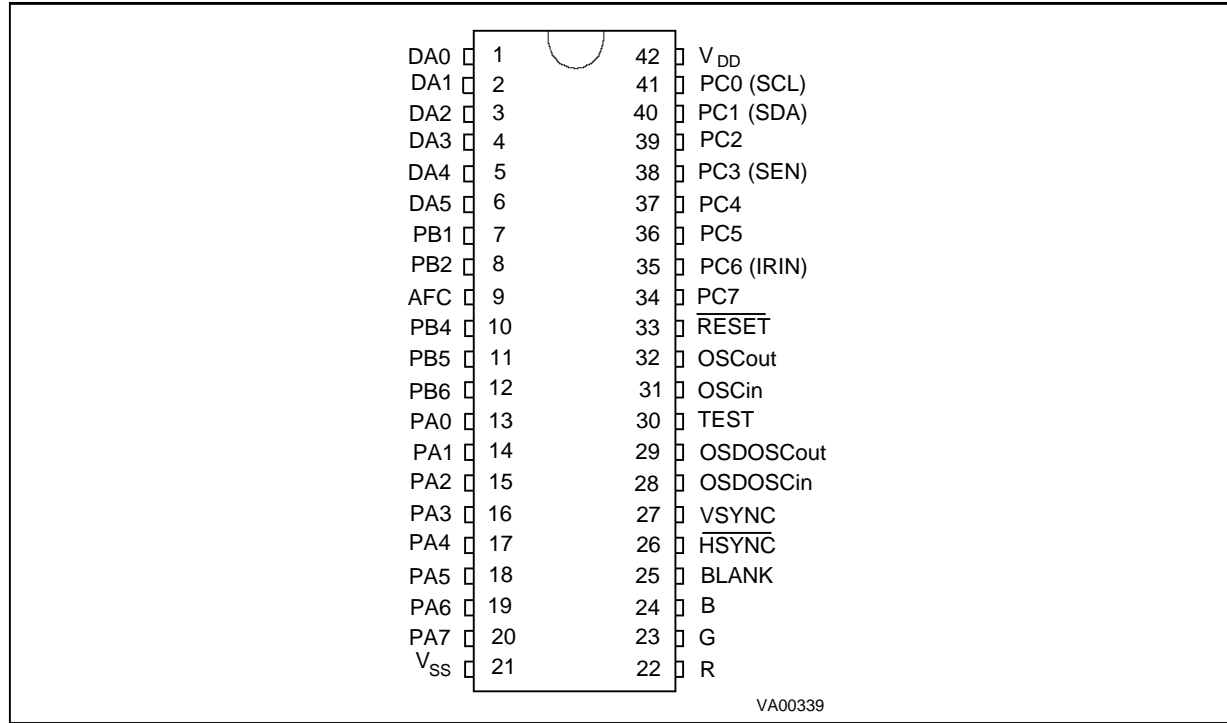 DA0 1 42 VDD
DA1 2 41 PC0 (SCL)
DA2 3 40 PC1 (SDA)
DA3 4 39 PC2
DA4 5 38 PC3 (SEN)
DA5 6 37 PC4
PB1 7 36 PC5
PB2 8 35 PC6 (IRIN)
AFC 9 34 PC7
PB4 10 33 RESET
PB5 11 32 OSCout
PB6 12 31 OSCin
PA0 13 30 TEST
PA1 14 29 OSDOSCout
PA2 15 28 OSDOSCin
PA3 16 27 VSYNC
PA4 17 26 HSYNC
PA5 18 25 BLANK
PA6 19 24 B
PA7 20 23 G
VSS 21 22 R
VA00339